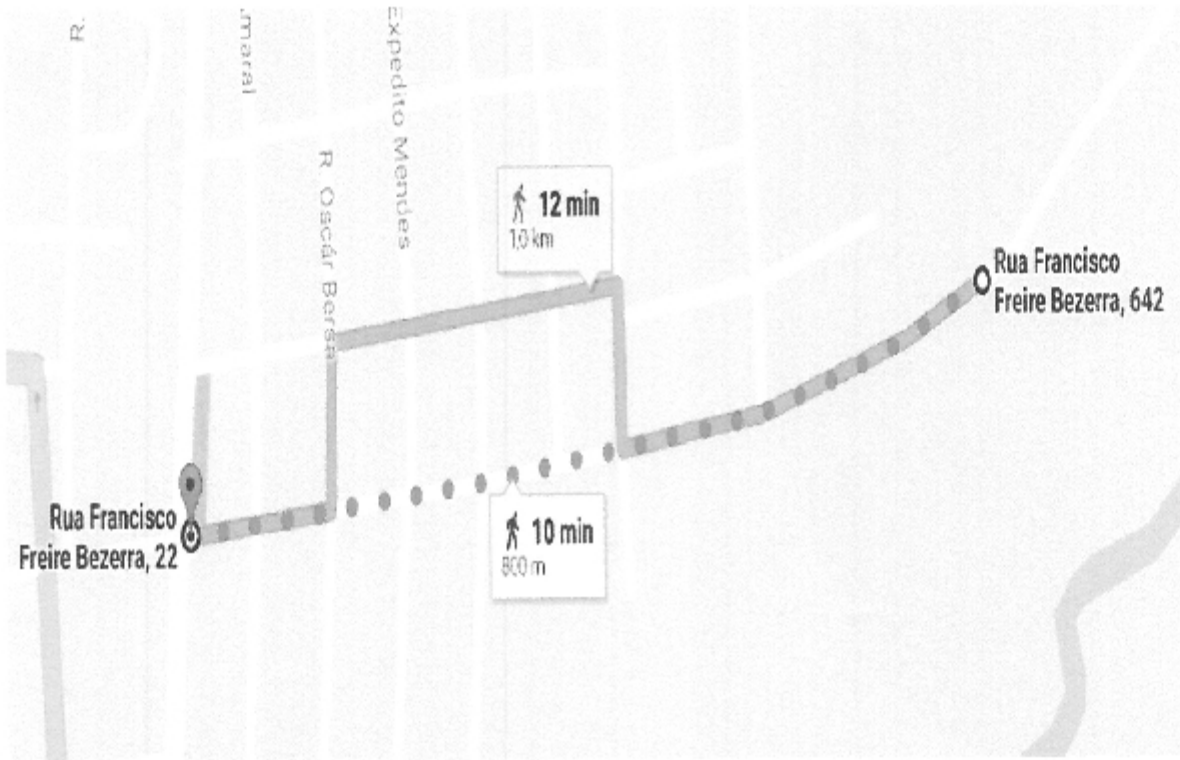 R.
maral
Expedito Mendes
R. Oscár Bersa
12 min
1,0 km
Rua Francisco
Freire Bezerra, 642
Rua Francisco
Freire Bezerra, 22
10 min
800 m